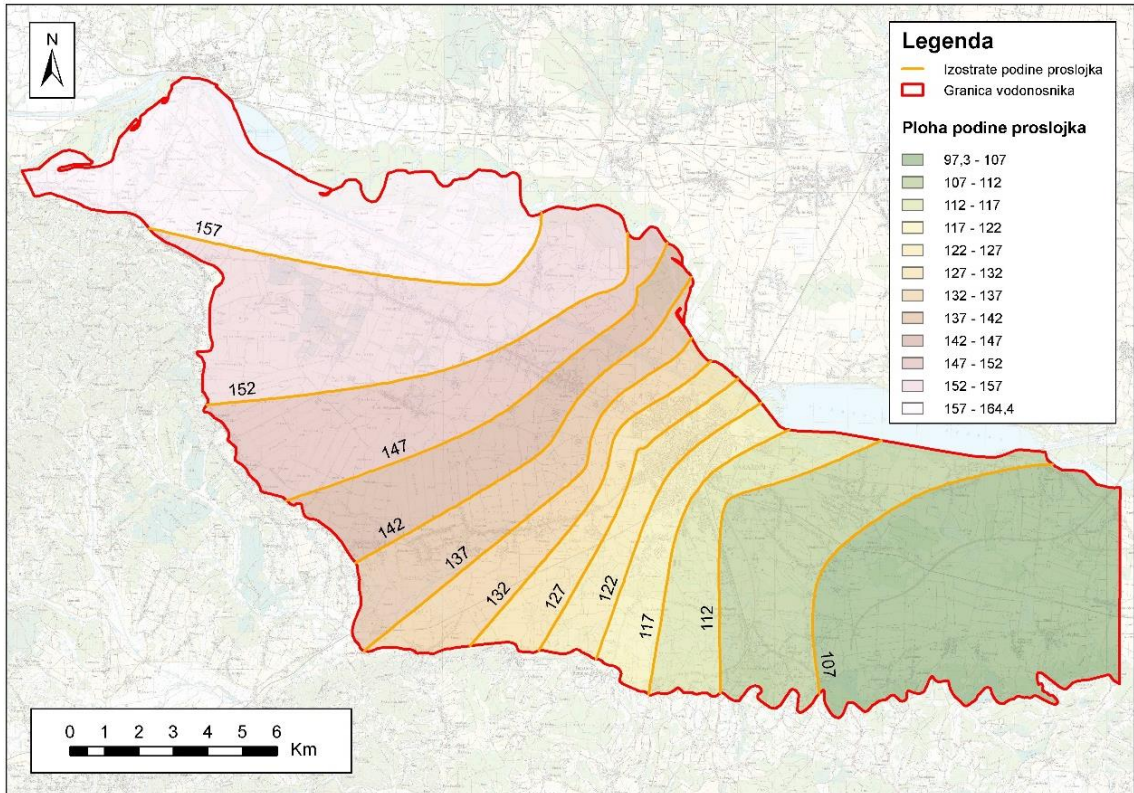 N
Legenda
Izostrate podine proslojka
Granica vodonosnika
Ploha podine proslojka
97,3 - 107
107 - 112
112 - 117
117 - 122
122 - 127
127 - 132
132 - 137
137 - 142
142 - 147
147 - 152
152 - 157
157 - 164,4
157
152
147
142
137
132
127
122
117
112
107
0 1 2 3 4 5 6
Km